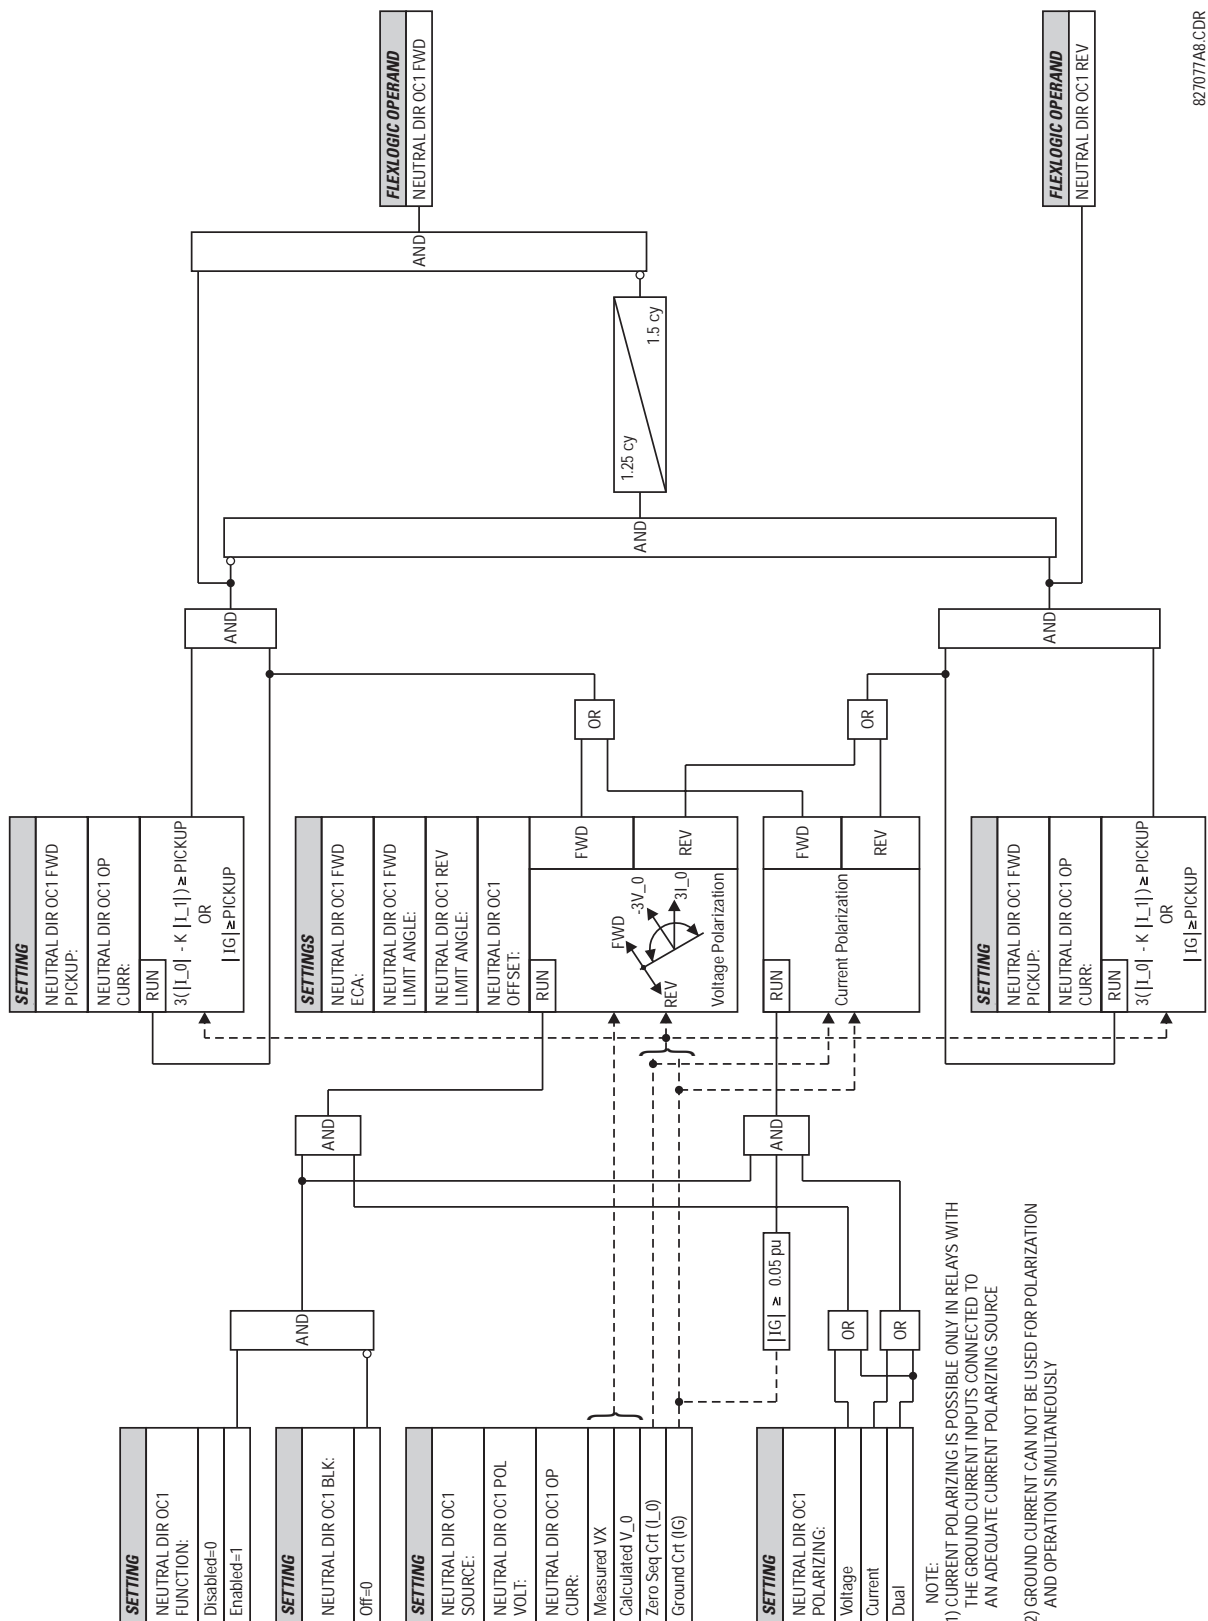 SETTING
NEUTRAL DIR OC1
FUNCTION:
Disabled=0
Enabled=1
SETTING
NEUTRAL DIR OC1 BLK:
Off=0
SETTING
NEUTRAL DIR OC1
SOURCE:
NEUTRAL DIR OC1 POL
VOLT:
NEUTRAL DIR OC1 OP
CURR:
Measured VX
Calculated V_0
Zero Seq Crt (I_0)
Ground Crt (IG)
SETTING
NEUTRAL DIR OC1
POLARIZING:
Voltage
Current
Dual
NOTE:
1) CURRENT POLARIZING IS POSSIBLE ONLY IN RELAYS WITH
THE GROUND CURRENT INPUTS CONNECTED TO
AN ADEQUATE CURRENT POLARIZING SOURCE
2) GROUND CURRENT CAN NOT BE USED FOR POLARIZATION
AND OPERATION SIMULTANEOUSLY
AND
|IG| ≥ 0.05 pu
OR
OR
AND
AND
SETTING
NEUTRAL DIR OC1 FWD
PICKUP:
NEUTRAL DIR OC1 OP
CURR:
RUN
3(|I_0| - K |I_1|) ≥ PICKUP
OR
|IG| ≥ PICKUP
SETTINGS
NEUTRAL DIR OC1 FWD
ECA:
NEUTRAL DIR OC1 FWD
LIMIT ANGLE:
NEUTRAL DIR OC1 REV
LIMIT ANGLE:
NEUTRAL DIR OC1
OFFSET:
RUN
FWD
REV
FWD
-3V_0
3I_0
REV
Voltage Polarization
RUN
FWD
Current Polarization
REV
SETTING
NEUTRAL DIR OC1 FWD
PICKUP:
NEUTRAL DIR OC1 OP
CURR:
RUN
3(|I_0| - K |I_1|) ≥ PICKUP
OR
|IG| ≥ PICKUP
OR
OR
AND
AND
AND
1.25 cy
1.5 cy
AND
FLEXLOGIC OPERAND
NEUTRAL DIR OC1 FWD
FLEXLOGIC OPERAND
NEUTRAL DIR OC1 REV
827077A8.CDR